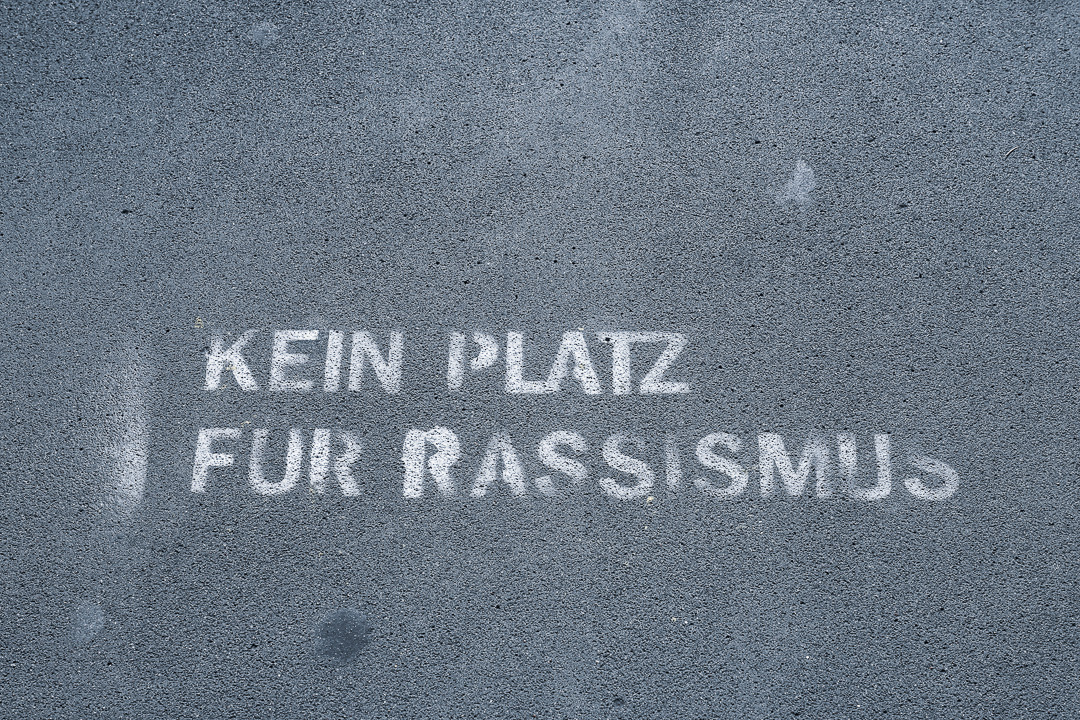 KEIN PLATZ
FUR RASSISMUS